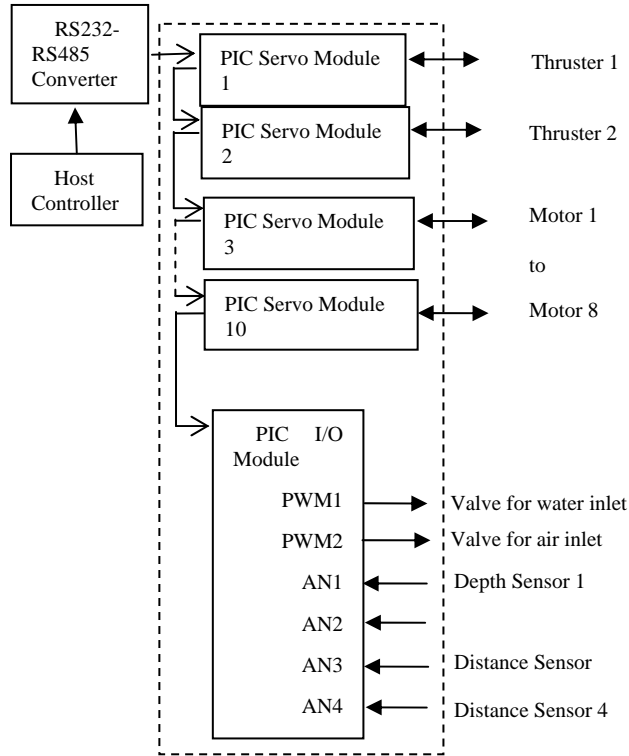 RS232-
RS485
Converter
Host
Controller
PIC Servo Module
1
Thruster 1
PIC Servo Module
2
Thruster 2
PIC Servo Module
3
Motor 1
to
PIC Servo Module
10
Motor 8
PIC I/O
Module
PWM1
Valve for water inlet
PWM2
Valve for air inlet
AN1
Depth Sensor 1
AN2
AN3
Distance Sensor
AN4
Distance Sensor 4